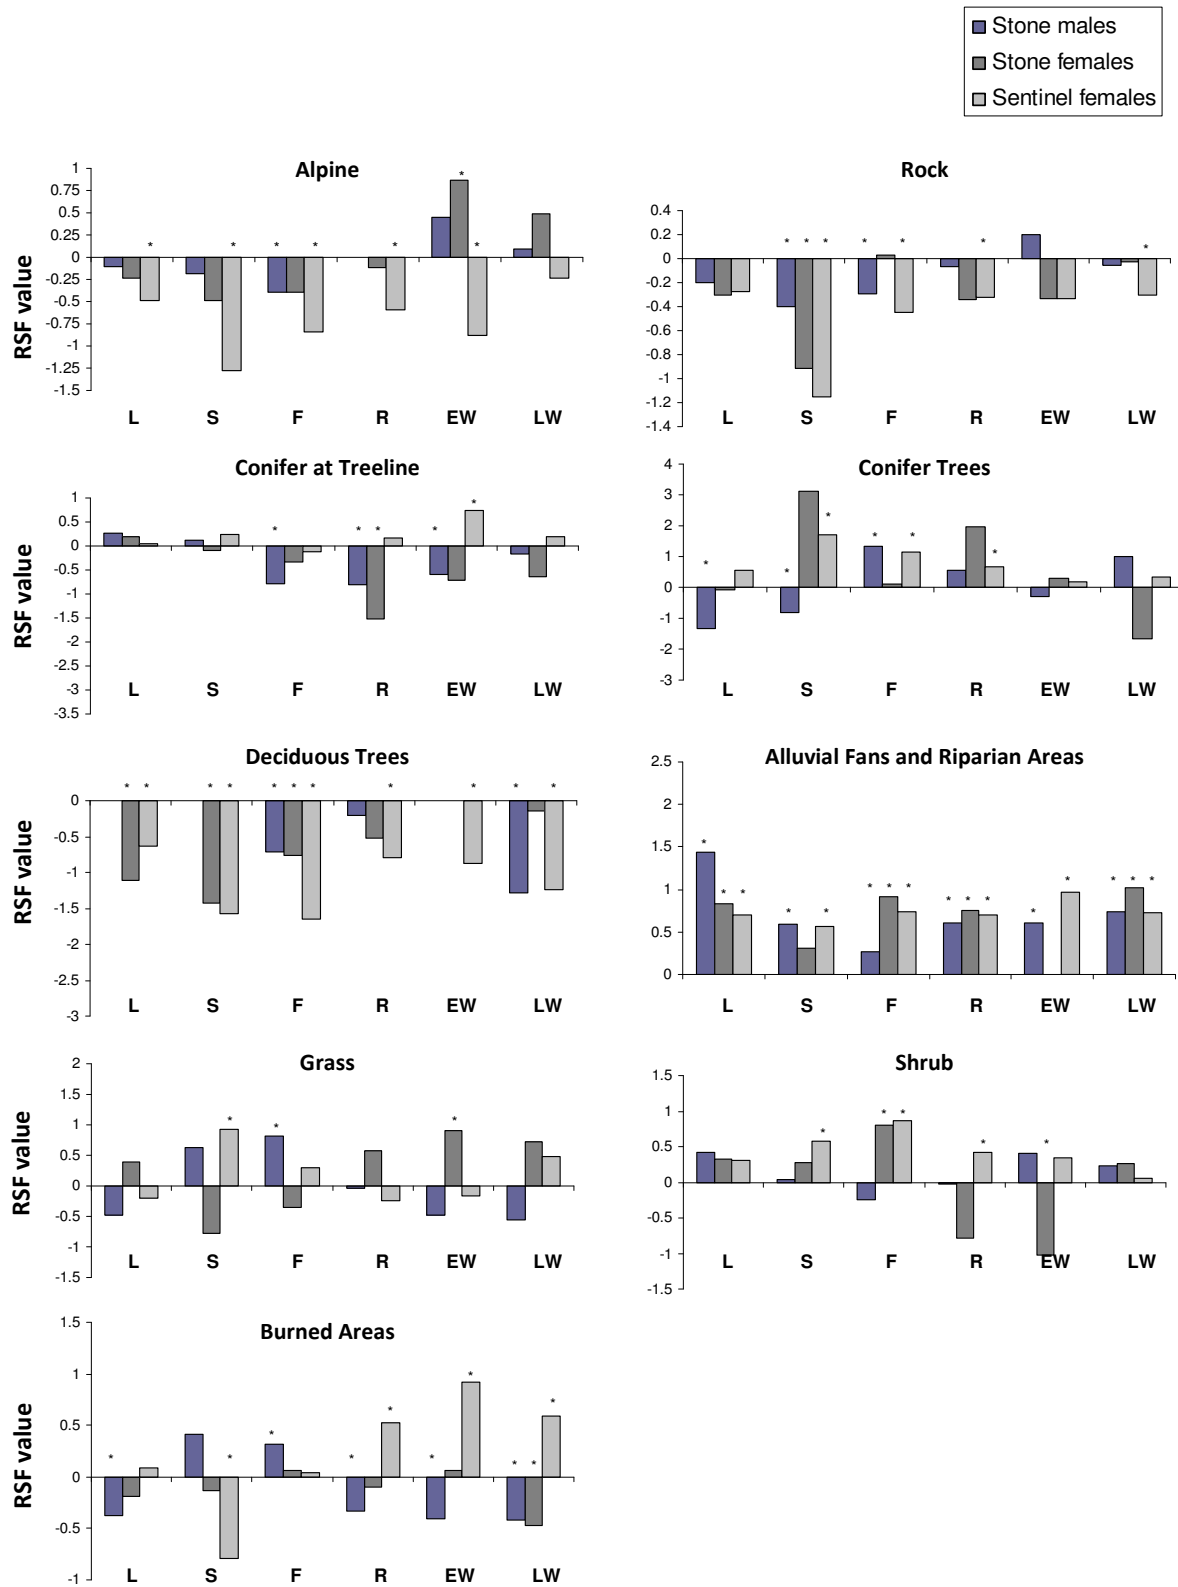 Stone males
Stone females
Sentinel females
Alpine
RSF value
1
0.75
0.5
0.25
0
-0.25
-0.5
-0.75
-1
-1.25
-1.5
* * * * * * *
L S F R EW LW
Rock
0.4
0.2
0
-0.2
-0.4
-0.6
-0.8
-1
-1.2
-1.4
* * * * * * *
L S F R EW LW
Conifer at Treeline
RSF value
1
0.5
0
-0.5
-1
-1.5
-2
-2.5
-3
-3.5
* * * * *
L S F R EW LW
Conifer Trees
4
3
2
1
0
-1
-2
-3
* * * * * *
L S F R EW LW
Deciduous Trees
RSF value
0
-0.5
-1
-1.5
-2
-2.5
-3
* * * * * * * * * * *
L S F R EW LW
Alluvial Fans and Riparian Areas
2.5
2
1.5
1
0.5
0
* * * * * * * * * * * * * * * *
L S F R EW LW
Grass
RSF value
2
1.5
1
0.5
0
-0.5
-1
-1.5
* * *
L S F R EW LW
Shrub
1.5
1
0.5
0
-0.5
-1
-1.5
* * * * *
L S F R EW LW
Burned Areas
RSF value
1.5
1
0.5
0
-0.5
-1
* * * * * * * * *
L S F R EW LW